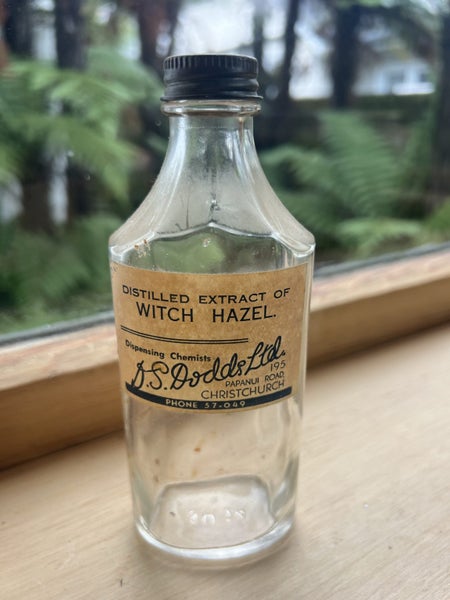 DISTILLED EXTRACT OF
WITCH HAZEL.
Dispensing Chemists
D.S. Dodds Ltd.
195
PAPANUI ROAD,
CHRISTCHURCH
PHONE 57-049